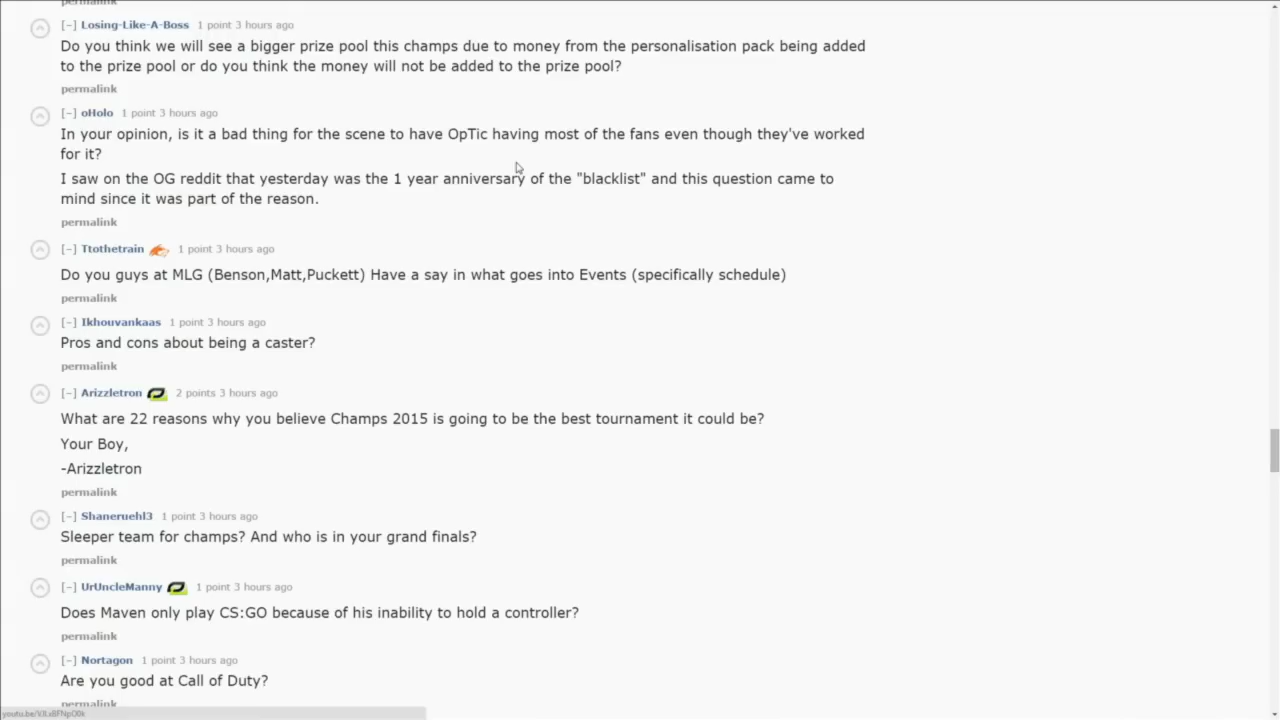 permalink
[-] Losing-Like-A-Boss 1 point 3 hours ago
Do you think we will see a bigger prize pool this champs due to money from the personalisation pack being added
to the prize pool or do you think the money will not be added to the prize pool?
permalink
[-] oHolo 1 point 3 hours ago
In your opinion, is it a bad thing for the scene to have OpTic having most of the fans even though they've worked
for it?
I saw on the OG reddit that yesterday was the 1 year anniversary of the "blacklist" and this question came to
mind since it was part of the reason.
permalink
[-] Ttothetrain 1 point 3 hours ago
Do you guys at MLG (Benson,Matt,Puckett) Have a say in what goes into Events (specifically schedule)
permalink
[-] Ikhouvankaas 1 point 3 hours ago
Pros and cons about being a caster?
permalink
[-] Arizzletron 2 points 3 hours ago
What are 22 reasons why you believe Champs 2015 is going to be the best tournament it could be?
Your Boy,
-Arizzletron
permalink
[-] Shaneruehl3 1 point 3 hours ago
Sleeper team for champs? And who is in your grand finals?
permalink
[-] UrUncleManny 1 point 3 hours ago
Does Maven only play CS:GO because of his inability to hold a controller?
permalink
[-] Nortagon 1 point 3 hours ago
Are you good at Call of Duty?
permalink